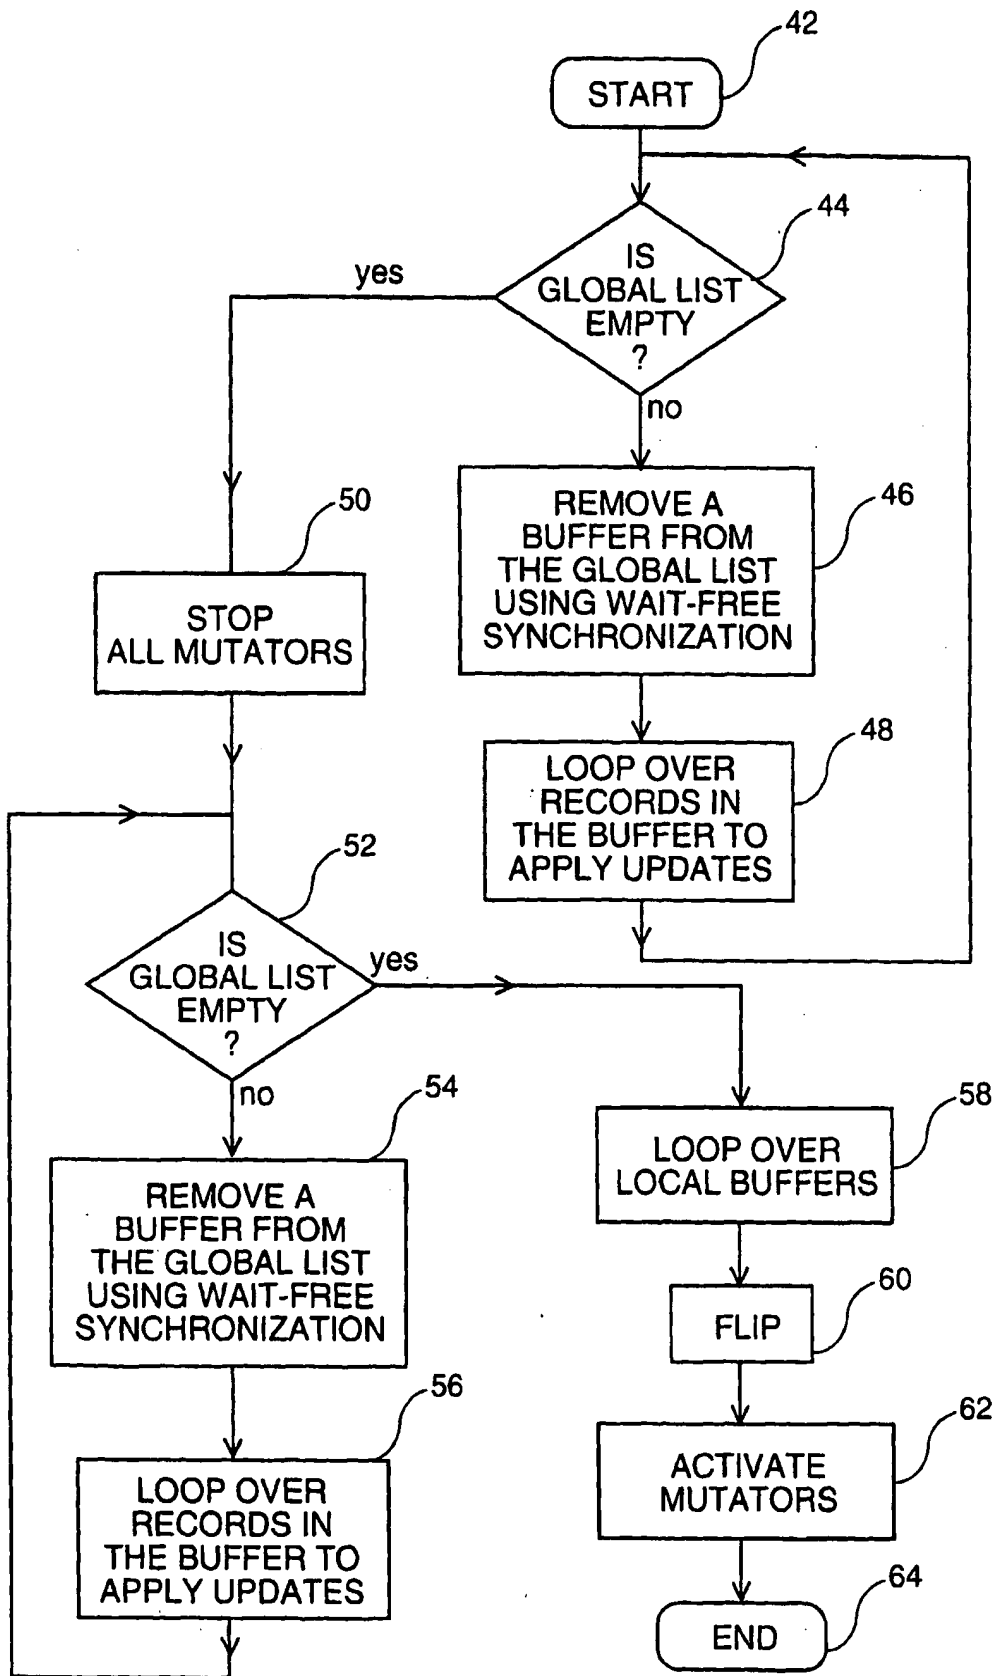 42
START
44
IS
GLOBAL LIST
EMPTY
?
yes
no
46
REMOVE A
BUFFER FROM
THE GLOBAL LIST
USING WAIT-FREE
SYNCHRONIZATION
50
STOP
ALL MUTATORS
48
LOOP OVER
RECORDS IN
THE BUFFER TO
APPLY UPDATES
52
IS
GLOBAL LIST
EMPTY
?
yes
no
54
REMOVE A
BUFFER FROM
THE GLOBAL LIST
USING WAIT-FREE
SYNCHRONIZATION
56
LOOP OVER
RECORDS IN
THE BUFFER TO
APPLY UPDATES
58
LOOP OVER
LOCAL BUFFERS
60
FLIP
62
ACTIVATE
MUTATORS
64
END